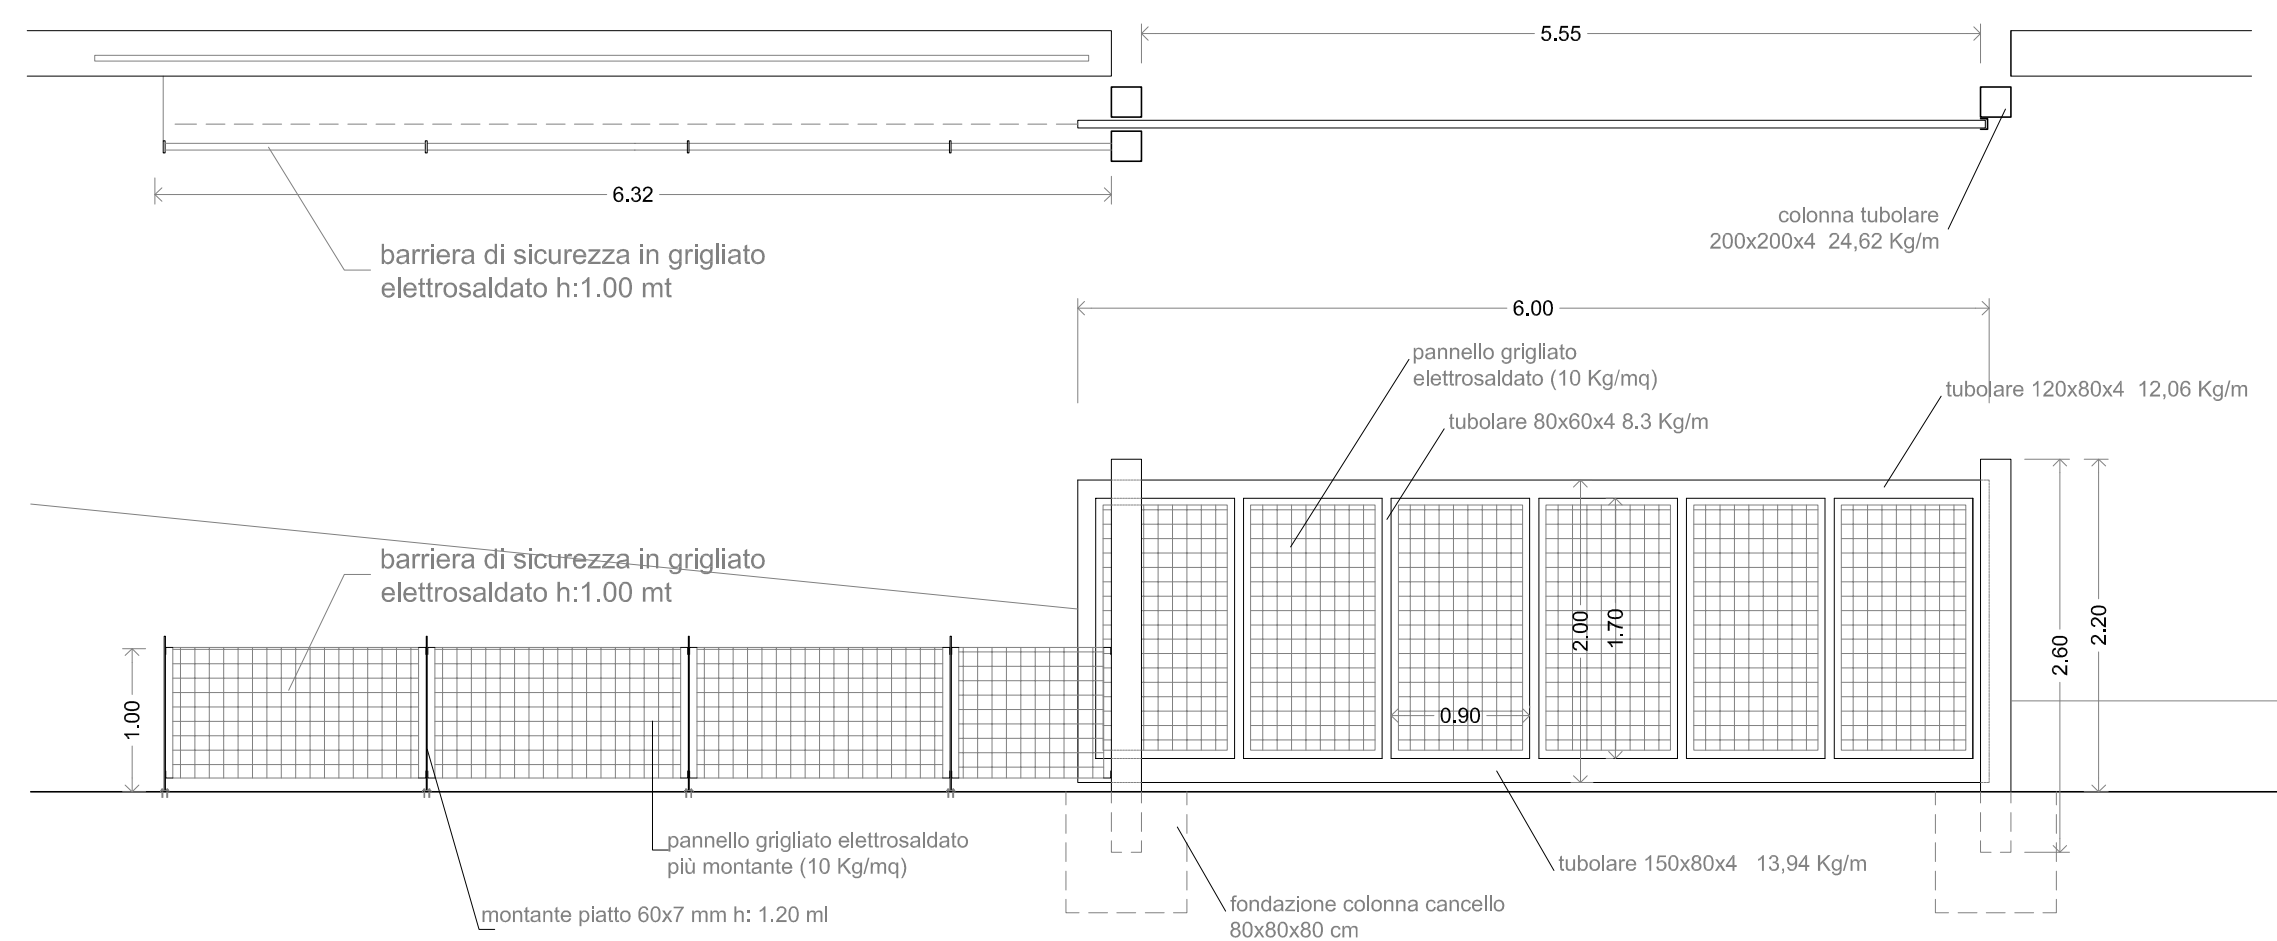 5.55
6.32
colonna tubolare
200x200x4  24,62 Kg/m
barriera di sicurezza in grigliato
elettrosaldato h:1.00 mt
6.00
pannello grigliato
elettrosaldato (10 Kg/mq)
tubolare 120x80x4  12,06 Kg/m
tubolare 80x60x4 8.3 Kg/m
barriera di sicurezza in grigliato
elettrosaldato h:1.00 mt
2.00
1.70
2.60
2.20
1.00
0.90
pannello grigliato elettrosaldato
più montante (10 Kg/mq)
tubolare 150x80x4   13,94 Kg/m
montante piatto 60x7 mm h: 1.20 ml
fondazione colonna cancello
80x80x80 cm